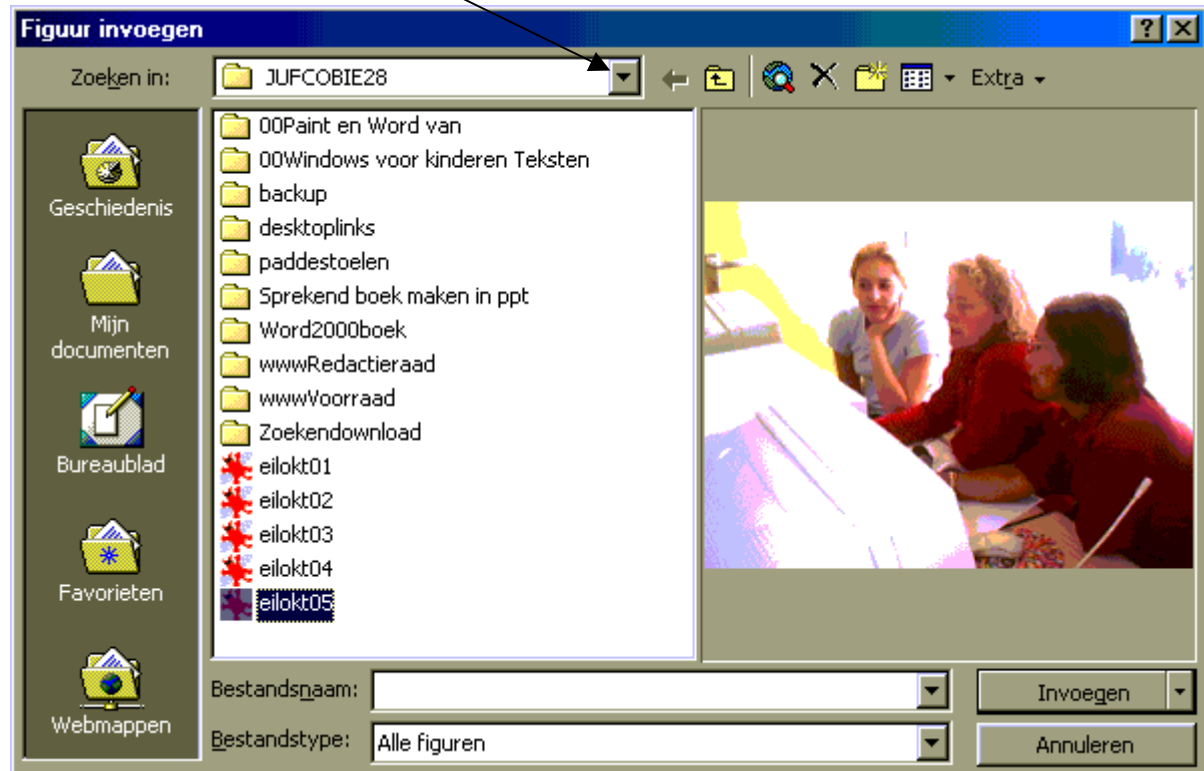 Figuur invoegen
Zoeken in: JUFCOBIE28 Extra
Geschiedenis
Mijn
documenten
Bureaublad
Favorieten
Webmappen
00Paint en Word van
00Windows voor kinderen Teksten
backup
desktoplinks
paddestoelen
Sprekend boek maken in ppt
Word2000boek
wwwRedactieraad
wwwVoorraad
Zoekendownload
eilokt01
eilokt02
eilokt03
eilokt04
eilokt05
Bestandsnaam: Invoegen
Bestandstype: Alle figuren Annuleren